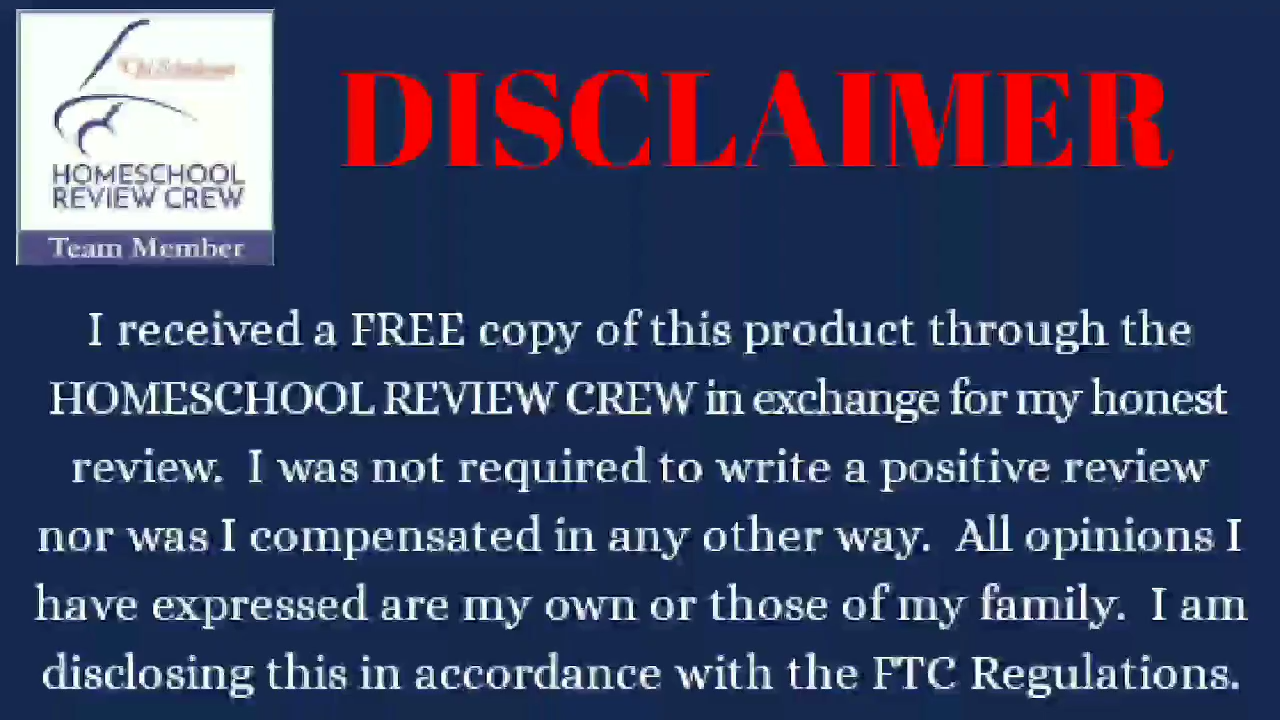 HOMESCHOOL
REVIEW CREW
Team Member
DISCLAIMER
I received a FREE copy of this product through the
HOMESCHOOL REVIEW CREW in exchange for my honest
review. I was not required to write a positive review
nor was I compensated in any other way. All opinions I
have expressed are my own or those of my family. I am
disclosing this in accordance with the FTC Regulations.